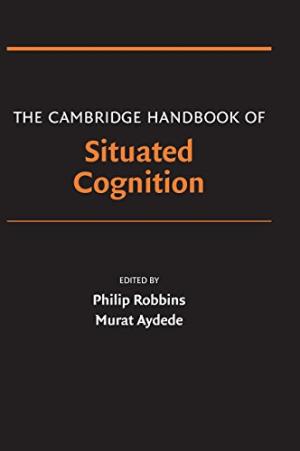 THE CAMBRIDGE HANDBOOK OF
Situated
Cognition
EDITED BY
Philip Robbins
Murat Aydede